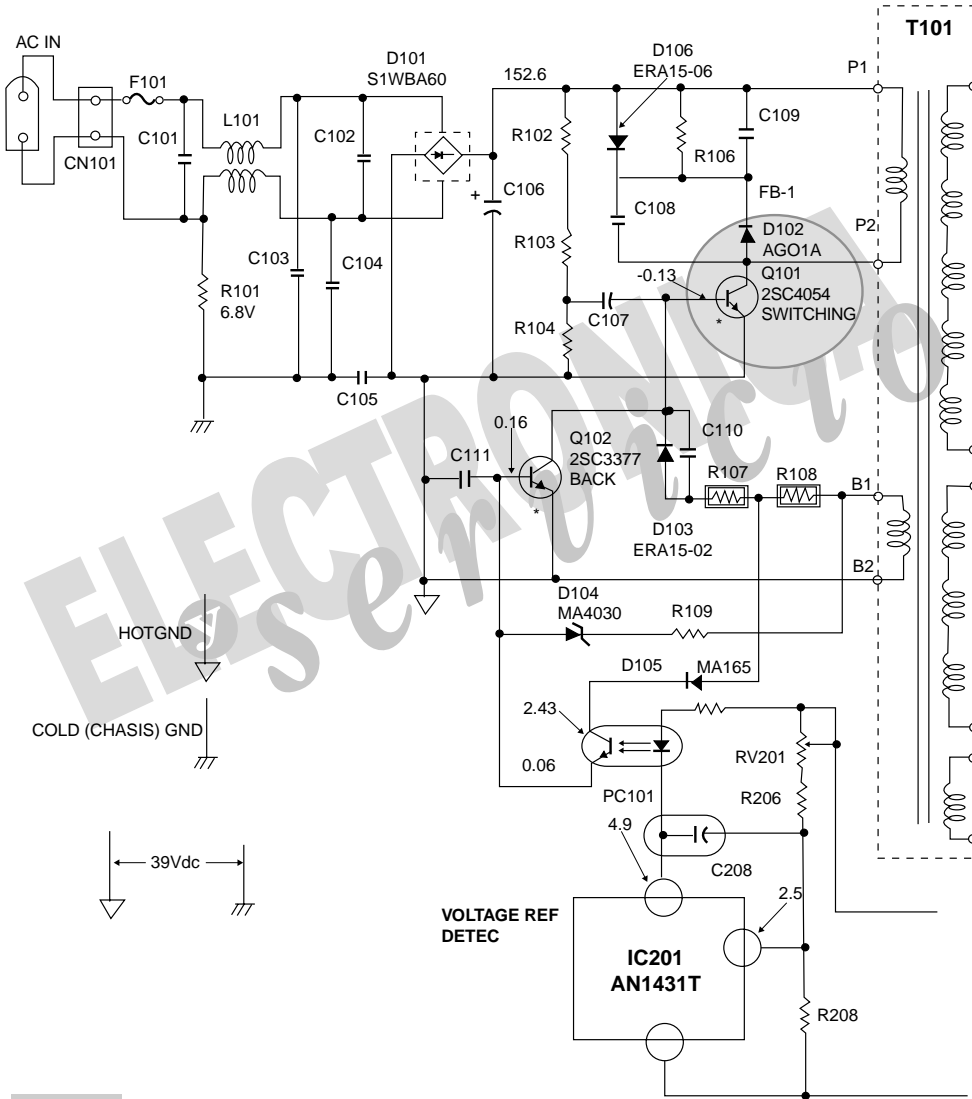 T101
AC IN
F101
C101
CN101
L101
C102
D101
S1WBA60
152.6
D106
ERA15-06
P1
R102
C109
R106
C106
+
FB-1
C108
P2
D102
AGO1A
R103
C103
C104
R101
6.8V
-0.13
Q101
2SC4054
SWITCHING
*
R104
C107
C105
0.16
C111
Q102
2SC3377
BACK
*
C110
R107
R108
B1
D103
ERA15-02
B2
D104
MA4030
R109
HOTGND
D105
MA165
COLD (CHASIS) GND
2.43
0.06
PC101
RV201
R206
4.9
C208
39Vdc
VOLTAGE REF
DETEC
2.5
IC201
AN1431T
R208
ELECTRONICA
y servicio